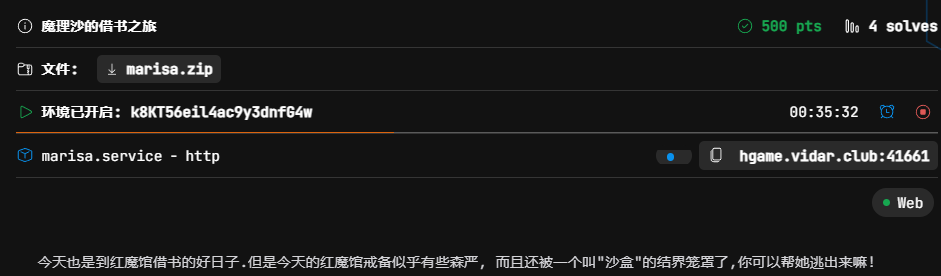 魔理沙的借书之旅 500 pts 4 solves
文件: marisa.zip
环境已开启: k8KT56eil4ac9y3dnfG4w 00:35:32
marisa.service - http hgame.vidar.club:41661
Web
今天也是到红魔馆借书的好日子.但是今天的红魔馆戒备似乎有些森严, 而且还被一个叫"沙盒"的结界笼罩了,你可以帮她逃出来嘛!